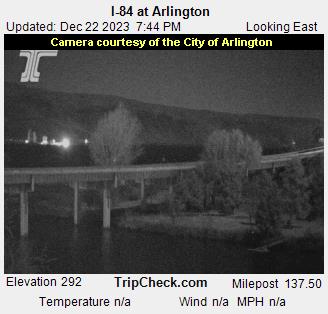 I-84 at Arlington
Updated: Dec 22 2023 7:44 PM Looking East
Camera courtesy of the City of Arlington
Elevation 292 TripCheck.com Milepost 137.50
Temperature n/a Wind n/a MPH n/a